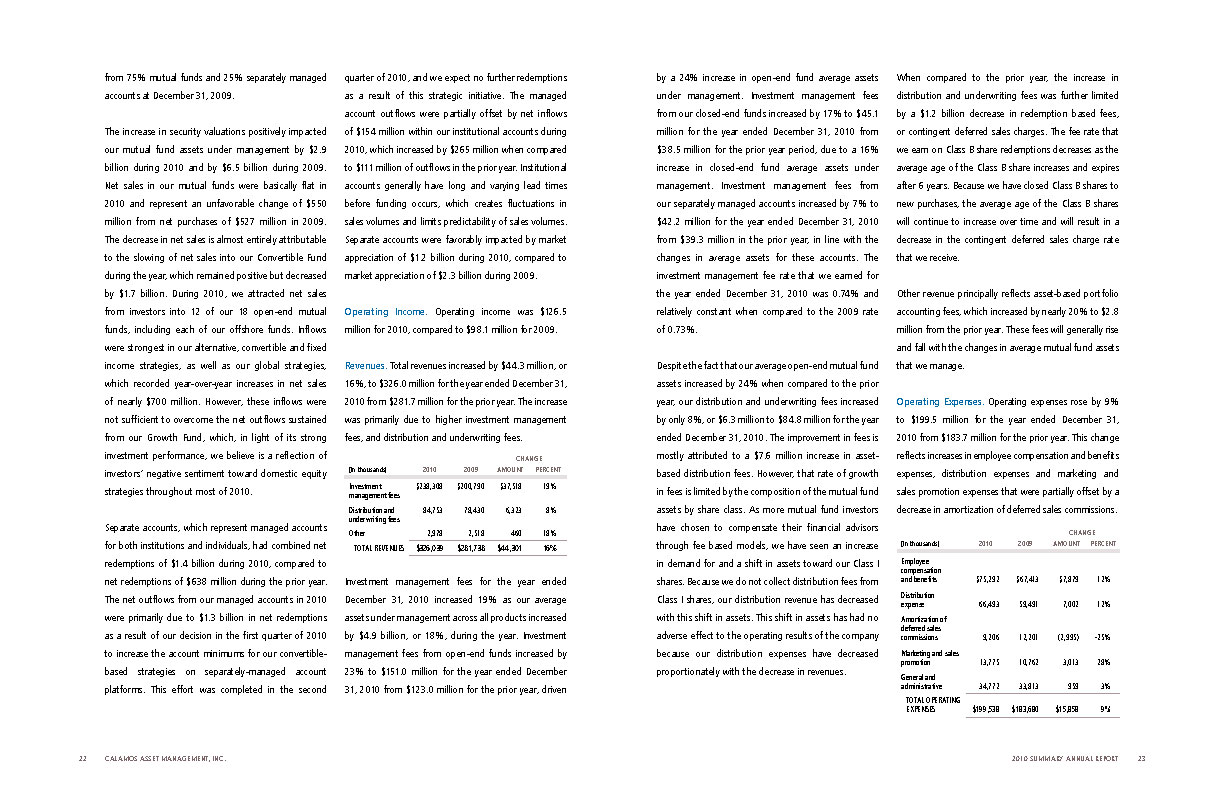 from 75% mutual funds and 25% separately managed
accounts at December 31, 2009.
The increase in security valuations positively impacted
our mutual fund assets under management by $2.9
billion during 2010 and by $6.5 billion during 2009.
Net sales in our mutual funds were basically flat in
2010 and represent an unfavorable change of $550
million from net purchases of $527 million in 2009.
The decrease in net sales is almost entirely attributable
to the slowing of net sales into our Convertible Fund
during the year, which remained positive but decreased
by $1.7 billion. During 2010, we attracted net sales
from investors into 12 of our 18 open-end mutual
funds, including each of our offshore funds. Inflows
were strongest in our alternative, convertible and fixed
income strategies, as well as our global strategies,
which recorded year-over-year increases in net sales
of nearly $700 million. However, these inflows were
not sufficient to overcome the net outflows sustained
from our Growth Fund, which, in light of its strong
investment performance, we believe is a reflection of
investors' negative sentiment toward domestic equity
strategies throughout most of 2010.
Separate accounts, which represent managed accounts
for both institutions and individuals, had combined net
redemptions of $1.4 billion during 2010, compared to
net redemptions of $638 million during the prior year.
The net outflows from our managed accounts in 2010
were primarily due to $1.3 billion in net redemptions
as a result of our decision in the first quarter of 2010
to increase the account minimums for our convertible-
based strategies on separately-managed account
platforms. This effort was completed in the second
quarter of 2010, and we expect no further redemptions
as a result of this strategic initiative. The managed
account outflows were partially offset by net inflows
of $154 million within our institutional accounts during
2010, which increased by $265 million when compared
to $111 million of outflows in the prior year. Institutional
accounts generally have long and varying lead times
before funding occurs, which creates fluctuations in
sales volumes and limits predictability of sales volumes.
Separate accounts were favorably impacted by market
appreciation of $1.2 billion during 2010, compared to
market appreciation of $2.3 billion during 2009.
Operating Income. Operating income was $126.5
million for 2010, compared to $98.1 million for 2009.
Revenues. Total revenues increased by $44.3 million, or
16%, to $326.0 million for the year ended December 31,
2010 from $281.7 million for the prior year. The increase
was primarily due to higher investment management
fees, and distribution and underwriting fees.
CHANGE
(in thousands) 2010 2009 AMOUNT PERCENT
Investment
management fees $238,308 $200,790 $37,518 19%
Distribution and
underwriting fees 84,753 78,430 6,323 8%
Other 2,978 2,518 460 18%
TOTAL REVENUES $326,039 $281,738 $44,301 16%
Investment management fees for the year ended
December 31, 2010 increased 19% as our average
assets under management across all products increased
by $4.9 billion, or 18%, during the year. Investment
management fees from open-end funds increased by
23% to $151.0 million for the year ended December
31, 2010 from $123.0 million for the prior year, driven
22 CALAMOS ASSET MANAGEMENT, INC.
by a 24% increase in open-end fund average assets
under management. Investment management fees
from our closed-end funds increased by 17% to $45.1
million for the year ended December 31, 2010 from
$38.5 million for the prior year period, due to a 16%
increase in closed-end fund average assets under
management. Investment management fees from
our separately managed accounts increased by 7% to
$42.2 million for the year ended December 31, 2010
from $39.3 million in the prior year, in line with the
changes in average assets for these accounts. The
investment management fee rate that we earned for
the year ended December 31, 2010 was 0.74% and
relatively constant when compared to the 2009 rate
of 0.73%.
Despite the fact that our average open-end mutual fund
assets increased by 24% when compared to the prior
year, our distribution and underwriting fees increased
by only 8%, or $6.3 million to $84.8 million for the year
ended December 31, 2010. The improvement in fees is
mostly attributed to a $7.6 million increase in asset-
based distribution fees. However, that rate of growth
in fees is limited by the composition of the mutual fund
assets by share class. As more mutual fund investors
have chosen to compensate their financial advisors
through fee based models, we have seen an increase
in demand for and a shift in assets toward our Class I
shares. Because we do not collect distribution fees from
Class I shares, our distribution revenue has decreased
with this shift in assets. This shift in assets has had no
adverse effect to the operating results of the company
because our distribution expenses have decreased
proportionately with the decrease in revenues.
When compared to the prior year, the increase in
distribution and underwriting fees was further limited
by a $1.2 billion decrease in redemption based fees,
or contingent deferred sales charges. The fee rate that
we earn on Class B share redemptions decreases as the
average age of the Class B share increases and expires
after 6 years. Because we have closed Class B shares to
new purchases, the average age of the Class B shares
will continue to increase over time and will result in a
decrease in the contingent deferred sales charge rate
that we receive.
Other revenue principally reflects asset-based portfolio
accounting fees, which increased by nearly 20% to $2.8
million from the prior year. These fees will generally rise
and fall with the changes in average mutual fund assets
that we manage.
Operating Expenses. Operating expenses rose by 9%
to $199.5 million for the year ended December 31,
2010 from $183.7 million for the prior year. This change
reflects increases in employee compensation and benefits
expenses, distribution expenses and marketing and
sales promotion expenses that were partially offset by a
decrease in amortization of deferred sales commissions.
CHANGE
(in thousands) 2010 2009 AMOUNT PERCENT
Employee
compensation
and benefits $75,292 $67,413 $7,879 12%
Distribution
expense 66,493 59,491 7,002 12%
Amortization of
deferred sales
commissions 9,206 12,201 (2,995) -25%
Marketing and sales
promotion 13,775 10,762 3,013 28%
General and
administrative 34,772 33,813 959 3%
TOTAL OPERATING
EXPENSES $199,538 $183,680 $15,858 9%
2010 SUMMARY ANNUAL REPORT 23